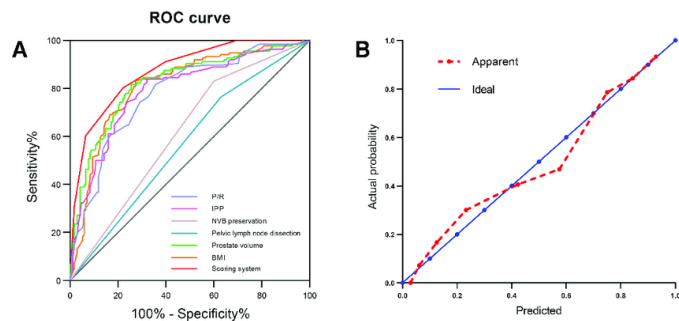 ROC curve
A
B
100
80
60
40
20
0
Sensitivity%
0
20
40
60
80
100
100% - Specificity%
P/R
IPP
NVB preservation
Pelvic lymph node dissection
Prostate volume
BMI
Scoring system
1.0
0.8
0.6
0.4
0.2
0.0
Actual probability
0.0
0.2
0.4
0.6
0.8
1.0
Predicted
Apparent
Ideal